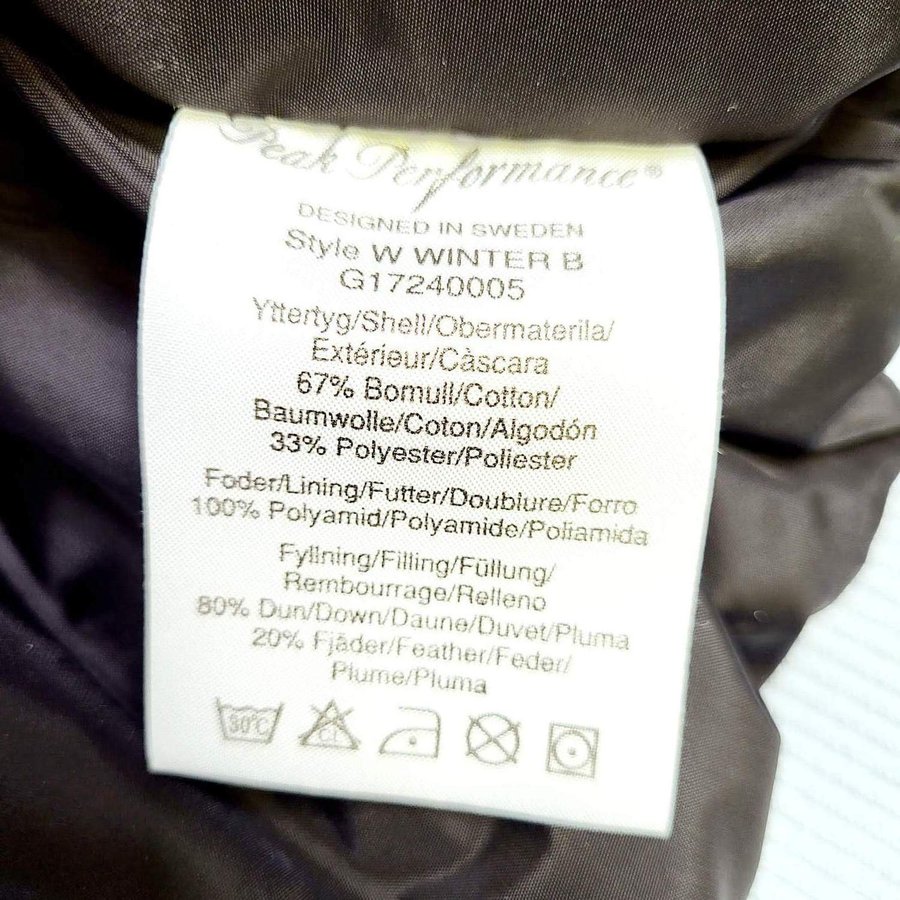 Peak Performance®
DESIGNED IN SWEDEN
Style W WINTER B
G17240005
Yttertyg/Shell/Obermaterila/
Extérieur/Càscara
67% Bomull/Cotton/
Baumwolle/Coton/Algodón
33% Polyester/Poliester
Foder/Lining/Futter/Doublure/Forro
100% Polyamid/Polyamide/Poliamida
Fyllning/Filling/Füllung/
Rembourrage/Relleno
80% Dun/Down/Daune/Duvet/Pluma
20% Fjäder/Feather/Feder/
Plume/Pluma
30°C CL